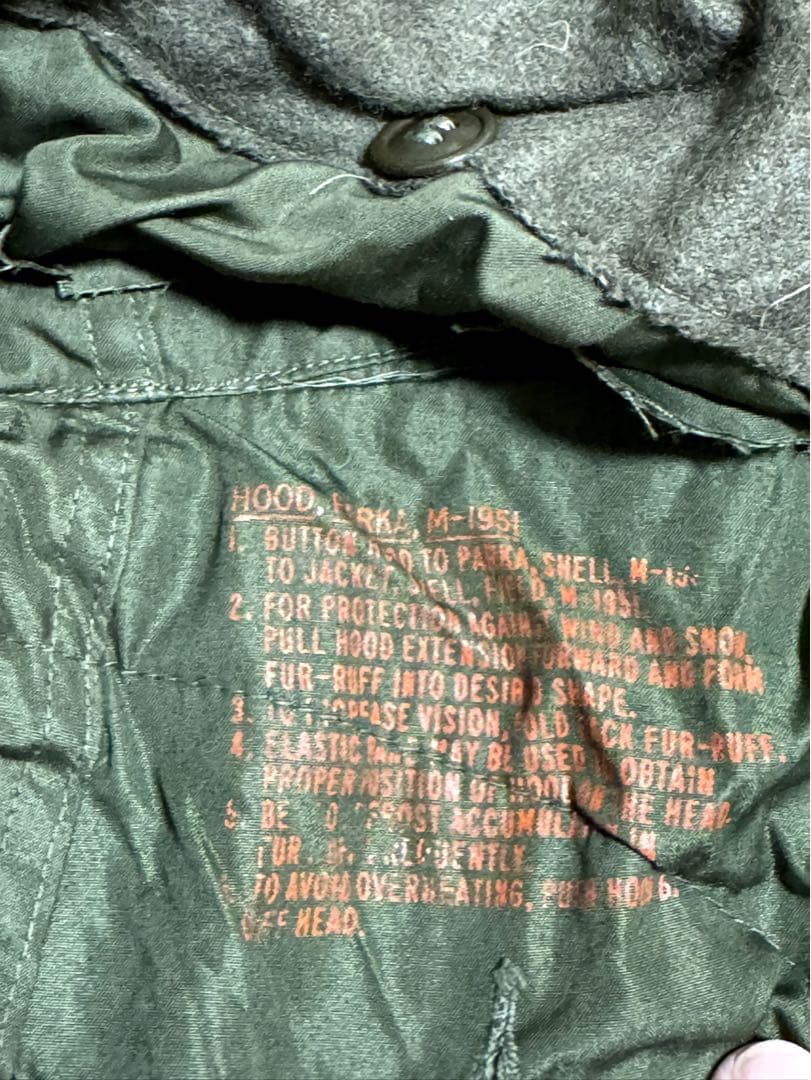 HOOD, PARKA, M-1951
1. BUTTON HOOD TO PARKA, SHELL, M-195
TO JACKET, SHELL, FIELD, M-1951.
2. FOR PROTECTION AGAINST WIND AND SNOW,
PULL HOOD EXTENSION FORWARD AND FORM
FUR-RUFF INTO DESIRED SHAPE.
3. TO INCREASE VISION, FOLD BACK FUR-RUFF.
4. ELASTIC BAND MAY BE USED TO OBTAIN
PROPER POSITION OF HOOD ON THE HEAD
5. BE FROST ACCUMULATION IN
FUR
6. TO AVOID OVERHEATING, PUSH HOOD
OFF HEAD.